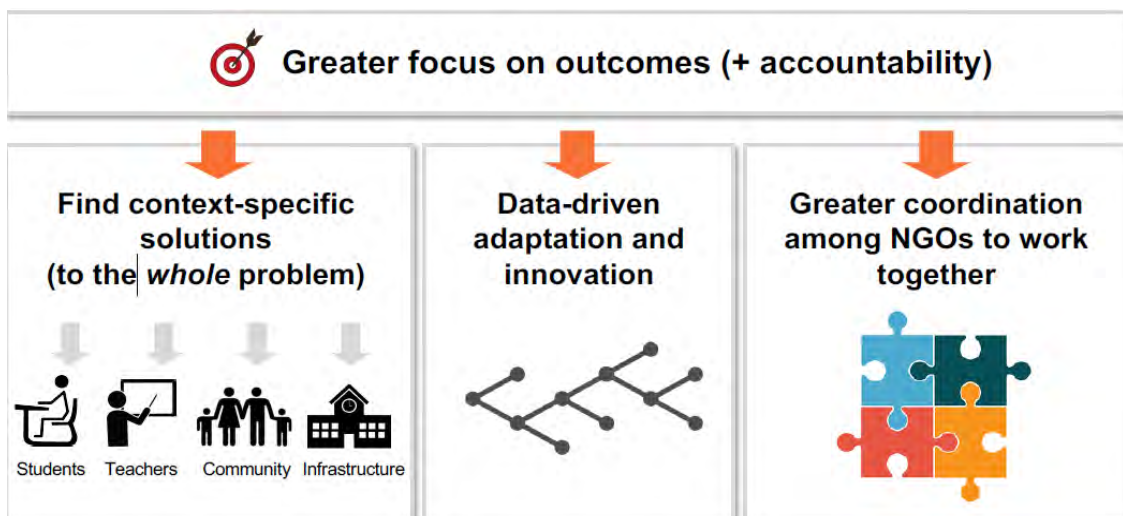 Greater focus on outcomes (+ accountability)
Find context-specific
solutions
(to the whole problem)
Students
Teachers
Community
Infrastructure
Data-driven
adaptation and
innovation
Greater coordination
among NGOs to work
together